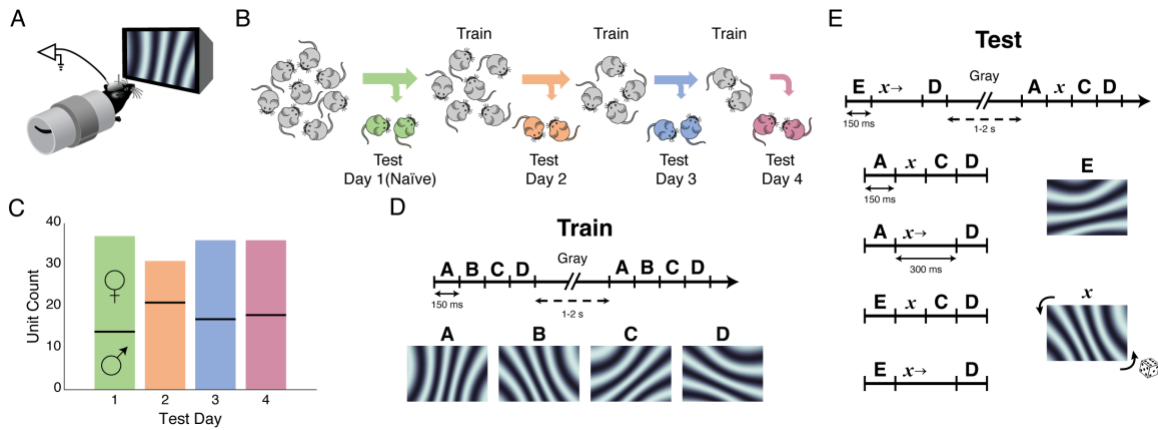 A
B
Train
Train
Train
Test
Day 1(Naïve)
Test
Day 2
Test
Day 3
Test
Day 4
C
Unit Count
40
30
20
10
0
1
2
3
4
Test Day
D
Train
Gray
A B C D
A B C D
150 ms
1-2 s
A
B
C
D
E
Test
Gray
E x→ D
A x C D
150 ms
1-2 s
A x C D
150 ms
A x→ D
300 ms
E x C D
E x→ D
E
x